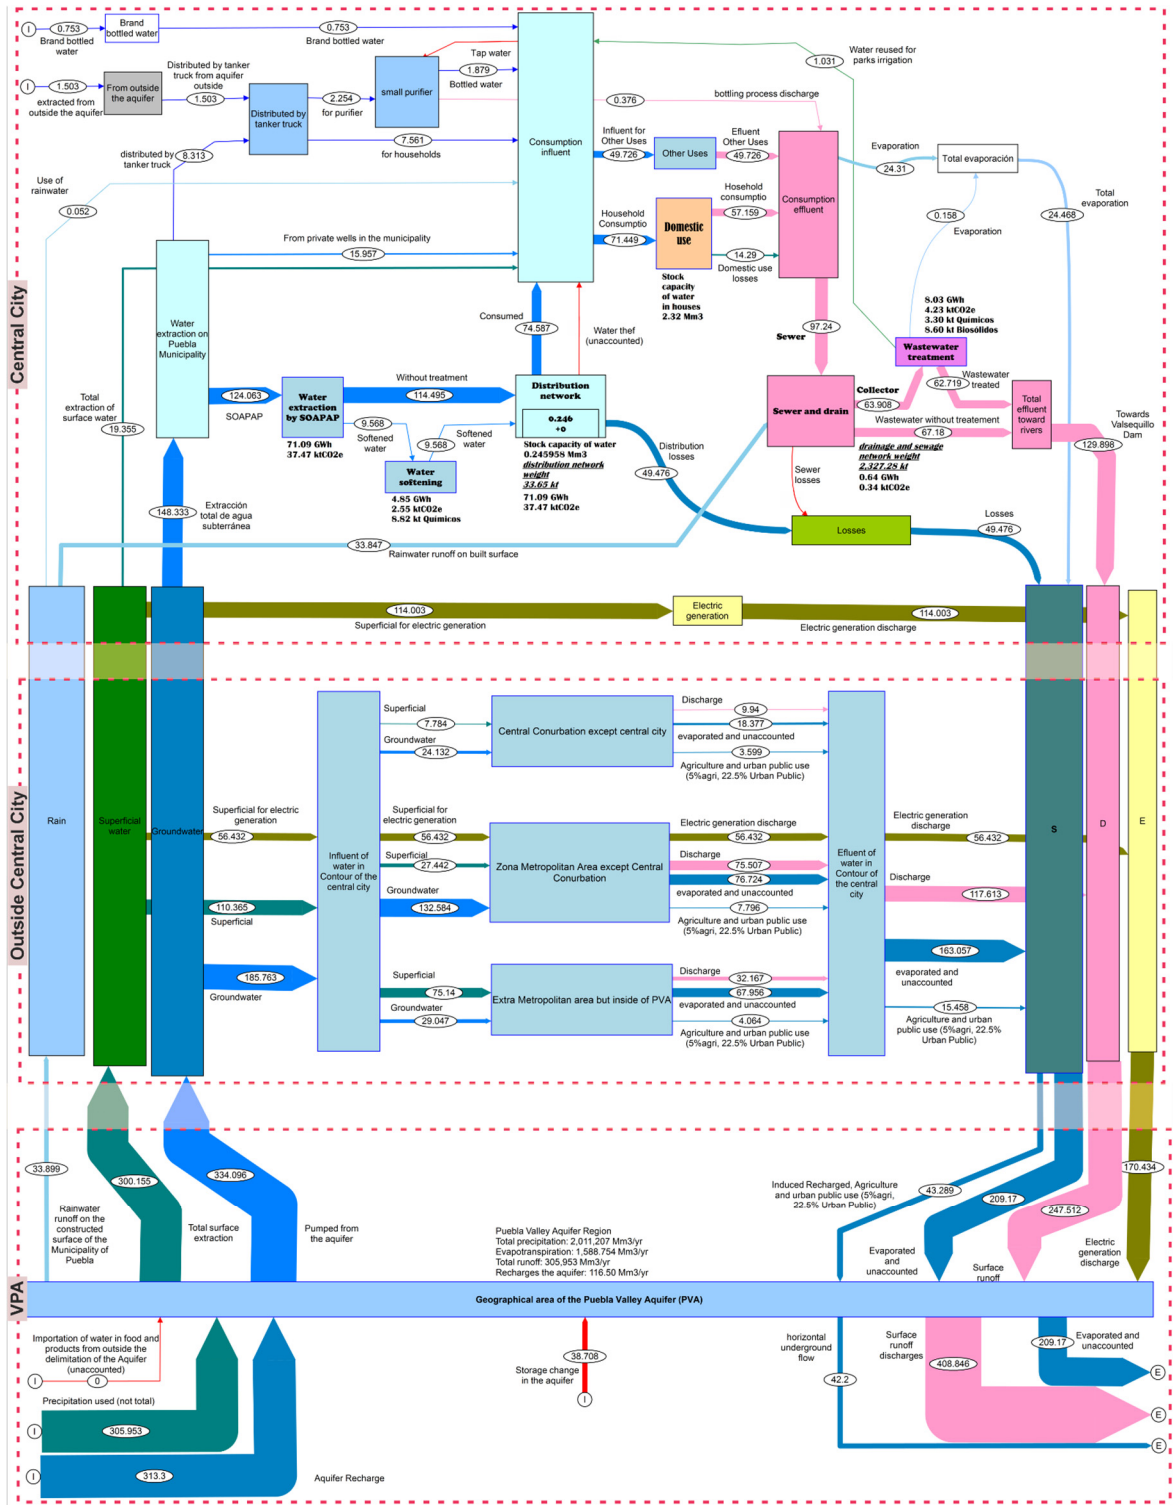 I
0.753
Brand bottled
water
Brand
bottled water
0.753
Brand bottled water
I
1.503
extracted from
outside the aquifer
From outside
the aquifer
Distributed by tanker
truck from aquifer
outside
1.503
Distributed by
tanker truck
2.254
for purifier
small purifier
Tap water
1.879
Bottled water
7.561
for households
distributed by
tanker truck
8.313
Use of
rainwater
0.052
Consumption
influent
0.376
bottling process discharge
1.031
Water reused for
parks irrigation
Influent for
Other Uses
49.726
Other Uses
Efluent
Other Uses
49.726
Household
Consumptio
71.449
Domestic
use
Hosehold
consumptio
57.159
14.29
Domestic use
losses
Stock
capacity
of water
in houses
2.32 Mm3
Consumption
effluent
Evaporation
24.31
Total evaporación
0.158
Evaporation
Total
evaporation
24.468
From private wells in the municipality
15.957
Water
extraction on
Puebla
Municipality
Central City
Total
extraction of
surface water
19.355
124.063
SOAPAP
Water
extraction
by SOAPAP
71.09 GWh
37.47 ktCO2e
Without treatment
114.495
9.568
Softened
water
9.568
Softened water
Water
softening
4.85 GWh
2.55 ktCO2e
8.82 kt Químicos
Consumed
74.587
Water thef
(unaccounted)
Distribution
network
0.246
+0
Stock capacity of water
0.245958 Mm3
distribution network
weight
33.65 kt
71.09 GWh
37.47 ktCO2e
Distribution
losses
49.476
Sewer
97.24
Sewer and drain
Collector
63.908
8.03 GWh
4.23 ktCO2e
3.30 kt Químicos
8.60 kt Biosólidos
Wastewater
treatment
Wastewater
treated
62.719
Wastewater without treatement
67.18
drainage and sewage
network weight
2,327.28 kt
0.64 GWh
0.34 ktCO2e
Total
effluent
toward
rivers
Towards
Valsequillo
Dam
129.898
Sewer
losses
Losses
Losses
49.476
148.333
Extracción
total de agua
subterránea
33.847
Rainwater runoff on built surface
114.003
Superficial for electric generation
Electric
generation
114.003
Electric generation discharge
Outside Central City
Rain
Superficial
water
Groundwater
Superficial for electric
generation
56.432
110.365
Superficial
185.763
Groundwater
Influent of
water in
Contour of the
central city
Superficial
7.784
Groundwater
24.132
Central Conurbation except central city
Discharge
9.94
18.377
evaporated and unaccounted
3.599
Agriculture and urban public use
(5%agri, 22.5% Urban Public)
Superficial for
electric generation
56.432
Superficial
27.442
Groundwater
132.584
Zona Metropolitan Area except Central
Conurbation
Electric generation discharge
56.432
Discharge
75.507
76.724
evaporated and unaccounted
7.796
Agriculture and urban public use
(5%agri, 22.5% Urban Public)
Superficial
75.14
Groundwater
29.047
Extra Metropolitan area but inside of PVA
Discharge
32.167
67.956
evaporated and unaccounted
4.064
Agriculture and urban public use
(5%agri, 22.5% Urban Public)
Efluent of
water in
Contour of
the central
city
Electric generation
discharge
56.432
Discharge
117.613
163.057
evaporated and
unaccounted
15.458
Agriculture and urban
public use (5%agri, 22.5%
Urban Public)
S
D
E
VPA
33.899
Rainwater
runoff on the
constructed
surface of the
Municipality of
Puebla
300.155
Total surface
extraction
334.096
Pumped from
the aquifer
Puebla Valley Aquifer Region
Total precipitation: 2,011,207 Mm3/yr
Evapotranspiration: 1,588.754 Mm3/yr
Total runoff: 305,953 Mm3/yr
Recharges the aquifer: 116.50 Mm3/yr
Induced Recharged, Agriculture
and urban public use (5%agri,
22.5% Urban Public)
43.289
209.17
Evaporated
and
unaccounted
247.512
Surface
runoff
170.434
Electric
generation
discharge
Geographical area of the Puebla Valley Aquifer (PVA)
Importation of water in food and
products from outside the
delimitation of the Aquifer
(unaccounted)
I
0
Precipitation used (not total)
I
305.953
I
313.3
Aquifer Recharge
38.708
Storage change
in the aquifer
I
horizontal
underground
flow
42.2
Surface
runoff
discharges
408.846
209.17
Evaporated and
unaccounted
E
E
E